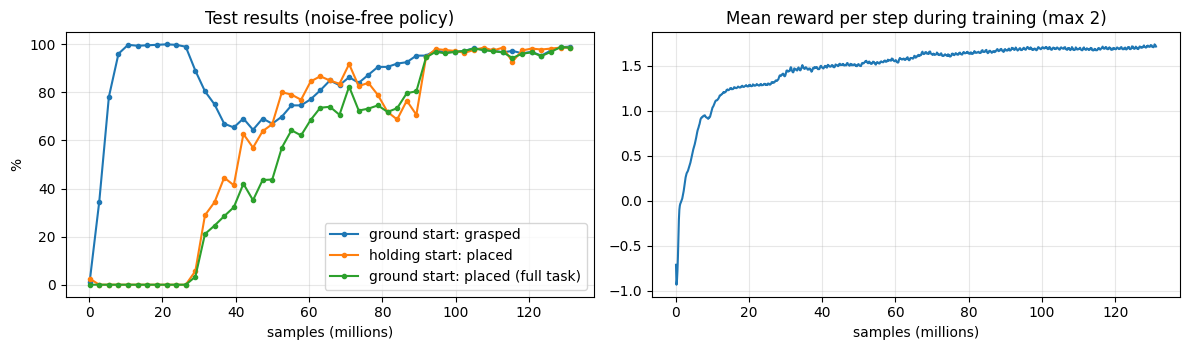 Test results (noise-free policy)
100
80
60
40
20
0
%
0 20 40 60 80 100 120
samples (millions)
ground start: grasped
holding start: placed
ground start: placed (full task)
Mean reward per step during training (max 2)
1.5
1.0
0.5
0.0
−0.5
−1.0
0 20 40 60 80 100 120
samples (millions)